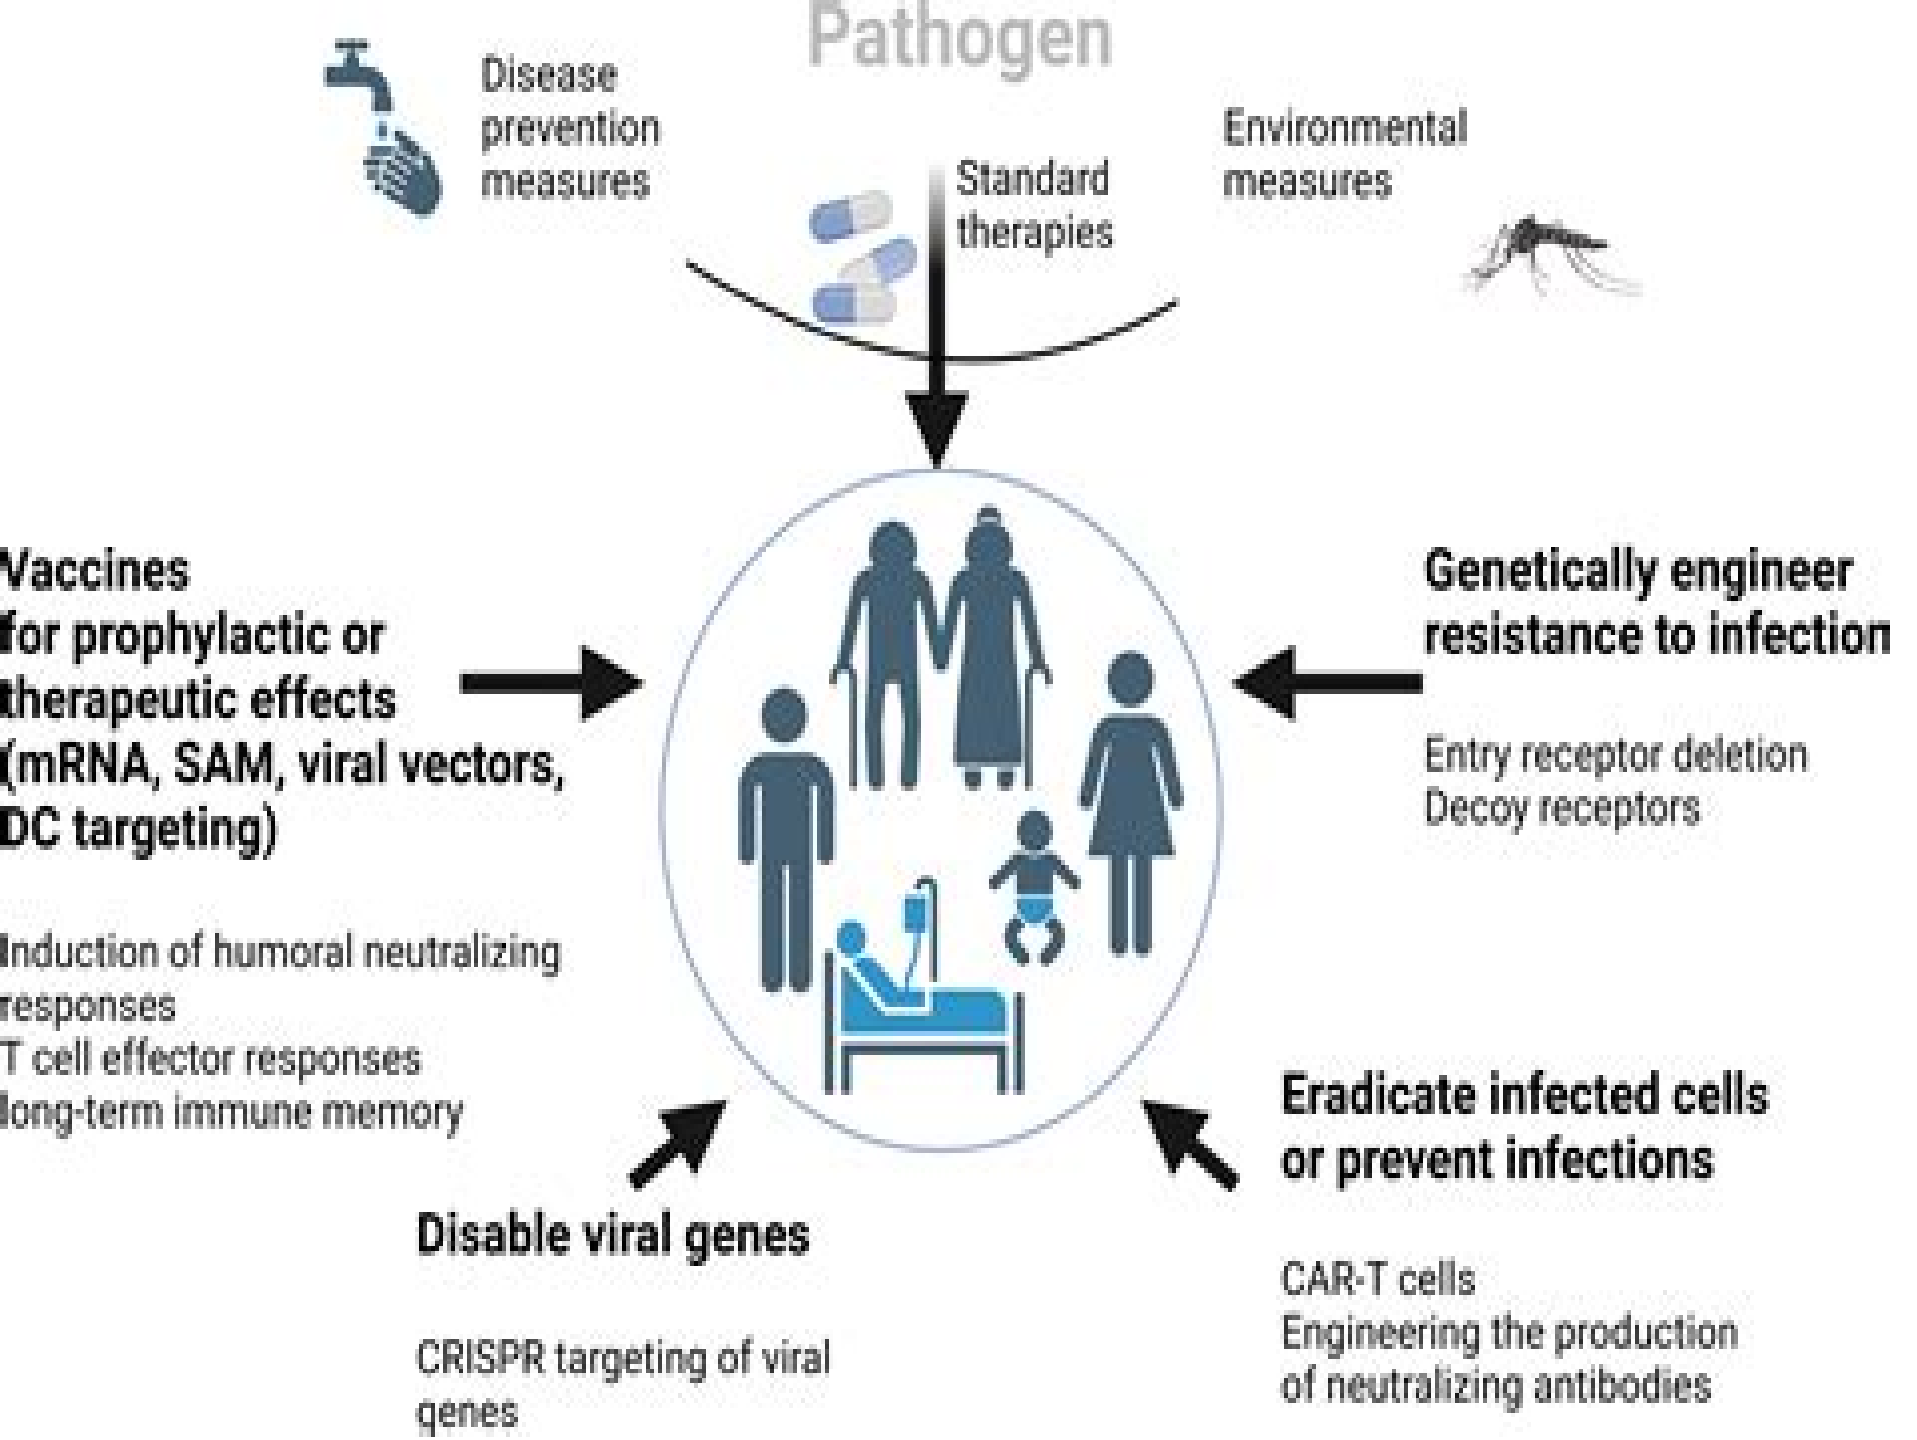 Pathogen
Disease
prevention
measures
Standard
therapies
Environmental
measures
Vaccines
for prophylactic or
therapeutic effects
(mRNA, SAM, viral vectors,
DC targeting)
Induction of humoral neutralizing
responses
T cell effector responses
long-term immune memory
Genetically engineer
resistance to infection
Entry receptor deletion
Decoy receptors
Disable viral genes
CRISPR targeting of viral
genes
Eradicate infected cells
or prevent infections
CAR-T cells
Engineering the production
of neutralizing antibodies